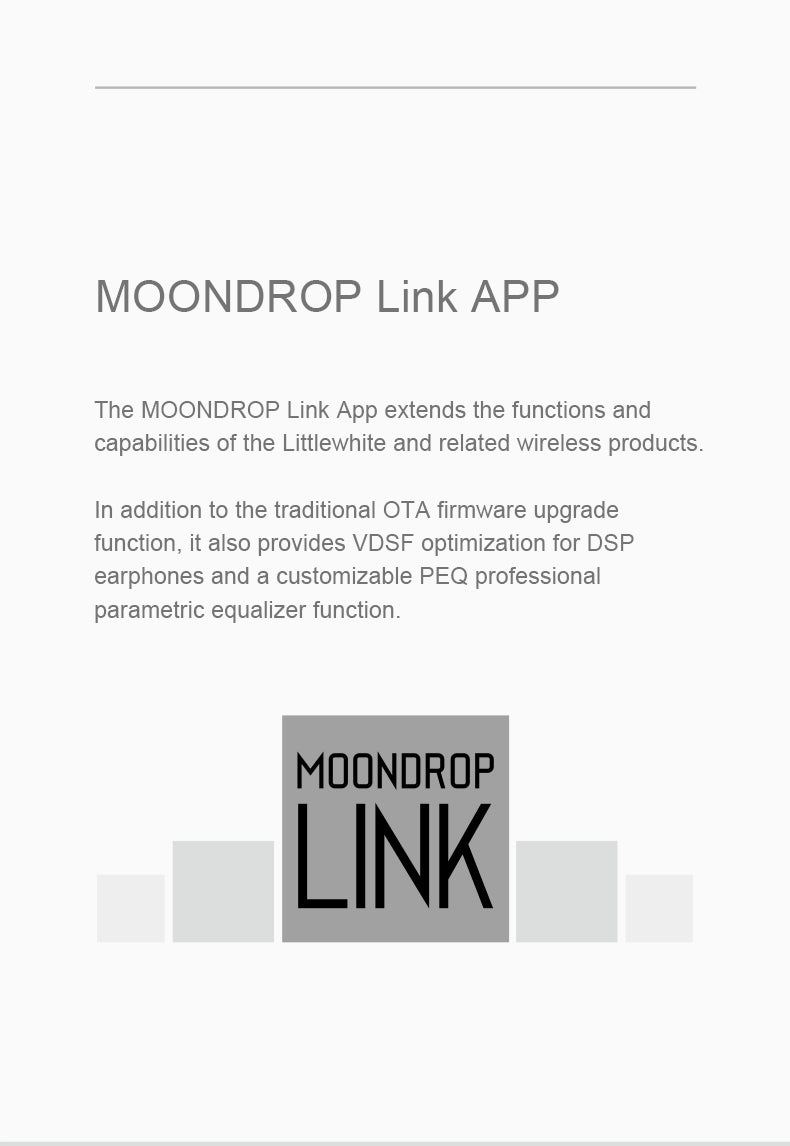 MOONDROP Link APP
The MOONDROP Link App extends the functions and
capabilities of the Littlewhite and related wireless products.
In addition to the traditional OTA firmware upgrade
function, it also provides VDSF optimization for DSP
earphones and a customizable PEQ professional
parametric equalizer function.
MOONDROP
LINK